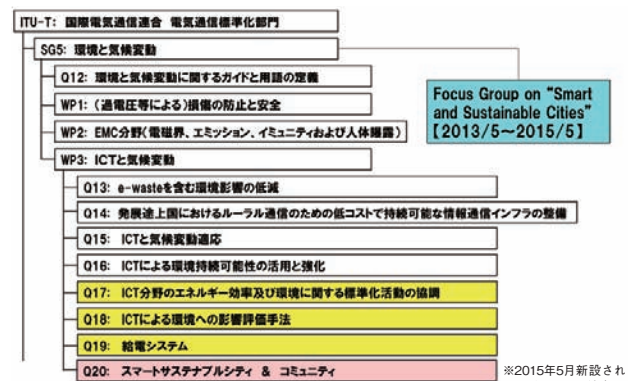 ITU-T: 国際電気通信連合 電気通信標準化部門
SG5: 環境と気候変動
Q12: 環境と気候変動に関するガイドと用語の定義
WP1: (過電圧等による)損傷の防止と安全
WP2: EMC分野(電磁界、エミッション、イミュニティおよび人体曝露)
WP3: ICTと気候変動
Focus Group on “Smart
and Sustainable Cities”
【2013/5～2015/5】
Q13: e-wasteを含む環境影響の低減
Q14: 発展途上国におけるルーラル通信のための低コストで持続可能な情報通信インフラの整備
Q15: ICTと気候変動適応
Q16: ICTによる環境持続可能性の活用と強化
Q17: ICT分野のエネルギー効率及び環境に関する標準化活動の協調
Q18: ICTによる環境への影響評価手法
Q19: 給電システム
Q20: スマートサステナブルシティ & コミュニティ
※2015年5月新設され